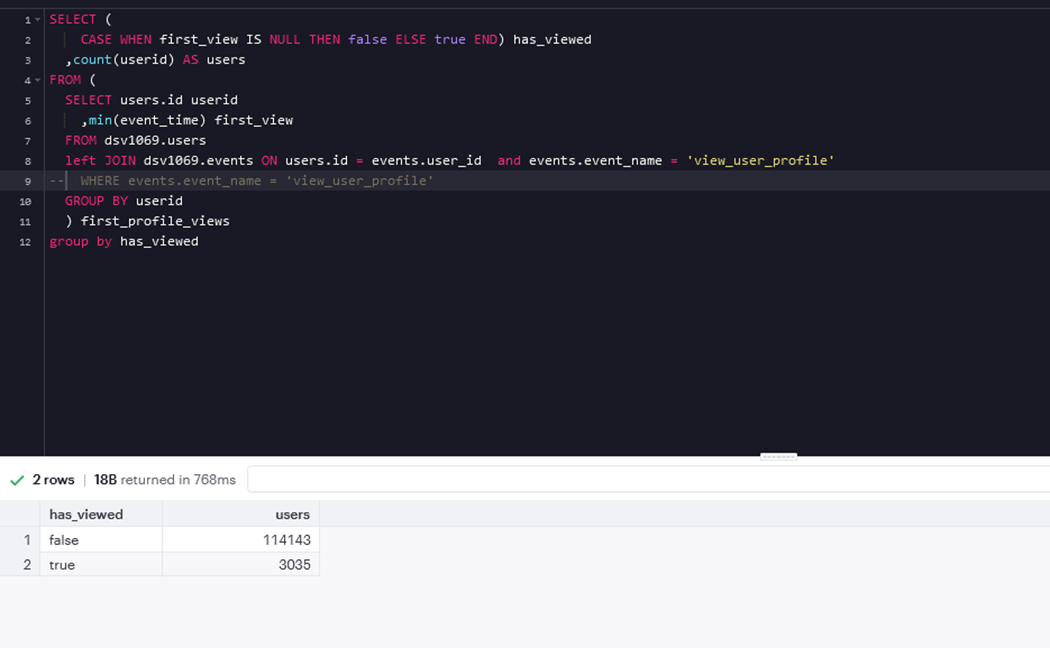 1 SELECT (
2 CASE WHEN first_view IS NULL THEN false ELSE true END) has_viewed
3 ,count(userid) AS users
4 FROM (
5 SELECT users.id userid
6 ,min(event_time) first_view
7 FROM dsv1069.users
8 left JOIN dsv1069.events ON users.id = events.user_id  and events.event_name = 'view_user_profile'
9 --  WHERE events.event_name = 'view_user_profile'
10 GROUP BY userid
11 ) first_profile_views
12 group by has_viewed
2 rows | 18B returned in 768ms
has_viewed users
1 false 114143
2 true 3035